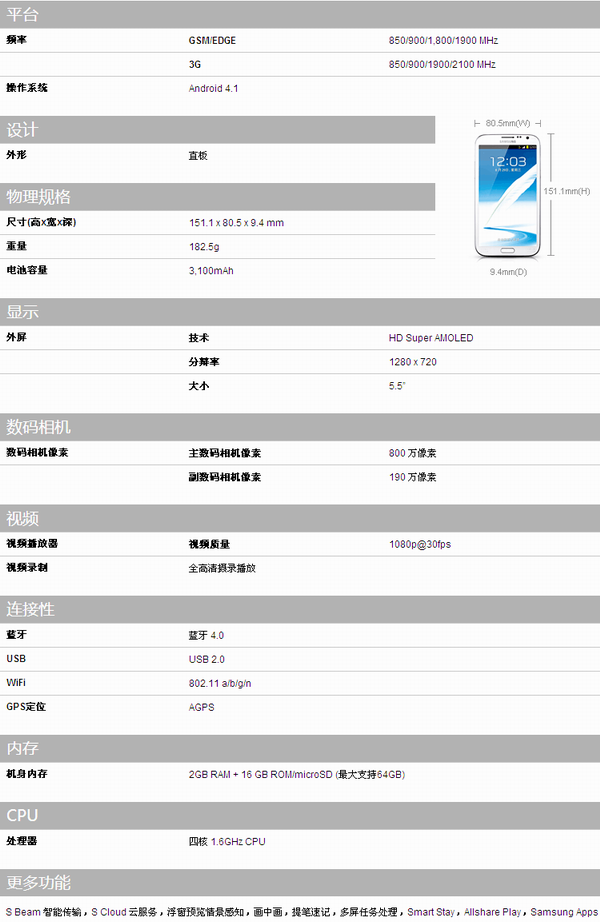 平台
频率 GSM/EDGE 850/900/1,800/1900 MHz
3G 850/900/1900/2100 MHz
操作系统 Android 4.1
设计
外形 直板
80.5mm(W)
12:03
151.1mm(H)
9.4mm(D)
物理规格
尺寸(高x宽x深) 151.1 x 80.5 x 9.4 mm
重量 182.5g
电池容量 3,100mAh
显示
外屏 技术 HD Super AMOLED
分辩率 1280 x 720
大小 5.5"
数码相机
数码相机像素 主数码相机像素 800 万像素
副数码相机像素 190 万像素
视频
视频播放器 视频质量 1080p@30fps
视频录制 全高清摄录播放
连接性
蓝牙 蓝牙 4.0
USB USB 2.0
WiFi 802.11 a/b/g/n
GPS定位 AGPS
内存
机身内存 2GB RAM + 16 GB ROM/microSD (最大支持64GB)
CPU
处理器 四核 1.6GHz CPU
更多功能
S Beam 智能传输，S Cloud 云服务，浮窗预览情景感知，画中画，提笔速记，多屏任务处理，Smart Stay，Allshare Play，Samsung Apps